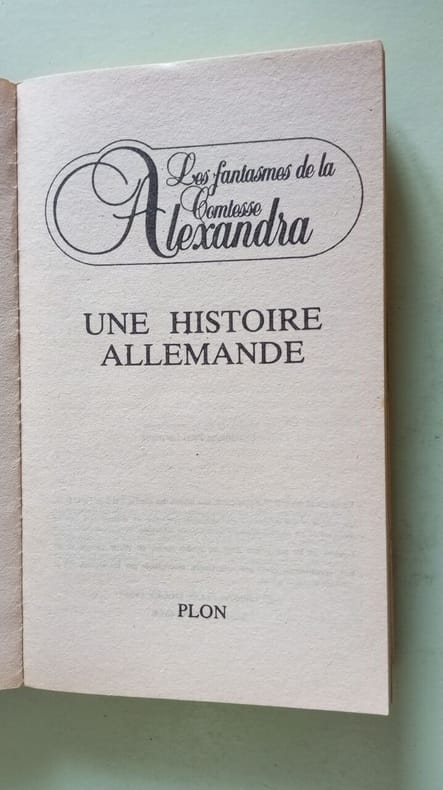 Les fantasmes de la
Comtesse
Alexandra
UNE HISTOIRE
ALLEMANDE
PLON